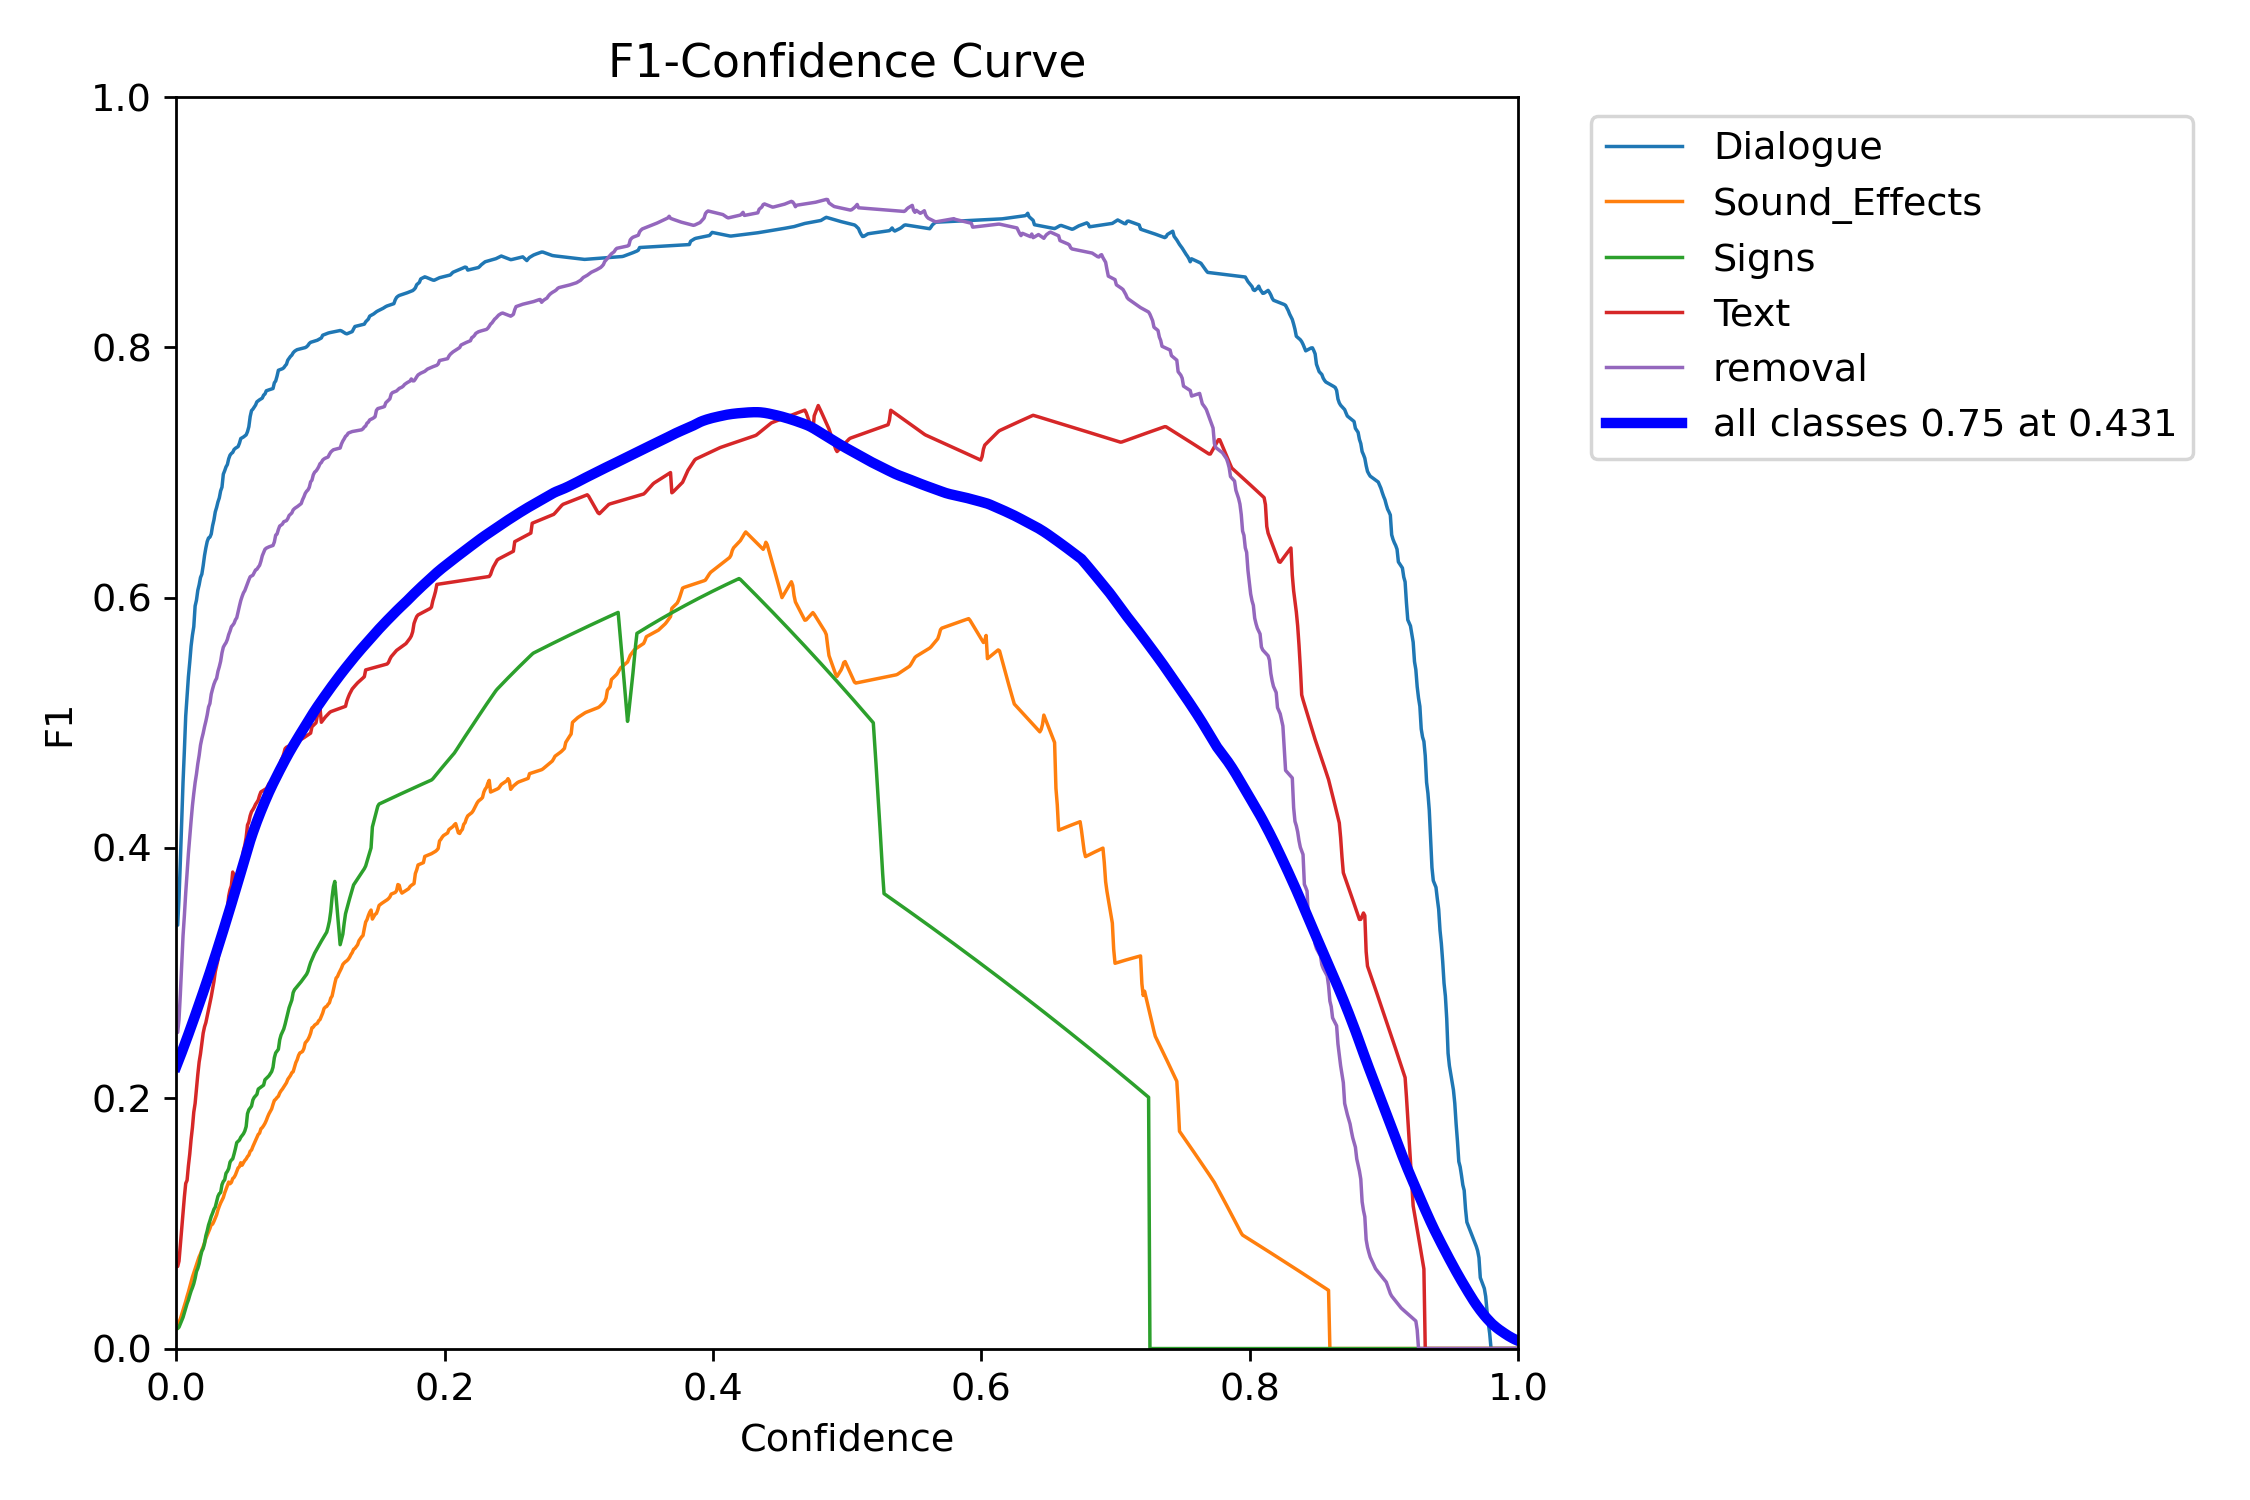 F1-Confidence Curve
1.0
0.8
0.6
0.4
0.2
0.0
F1
0.0 0.2 0.4 0.6 0.8 1.0
Confidence
Dialogue
Sound_Effects
Signs
Text
removal
all classes 0.75 at 0.431